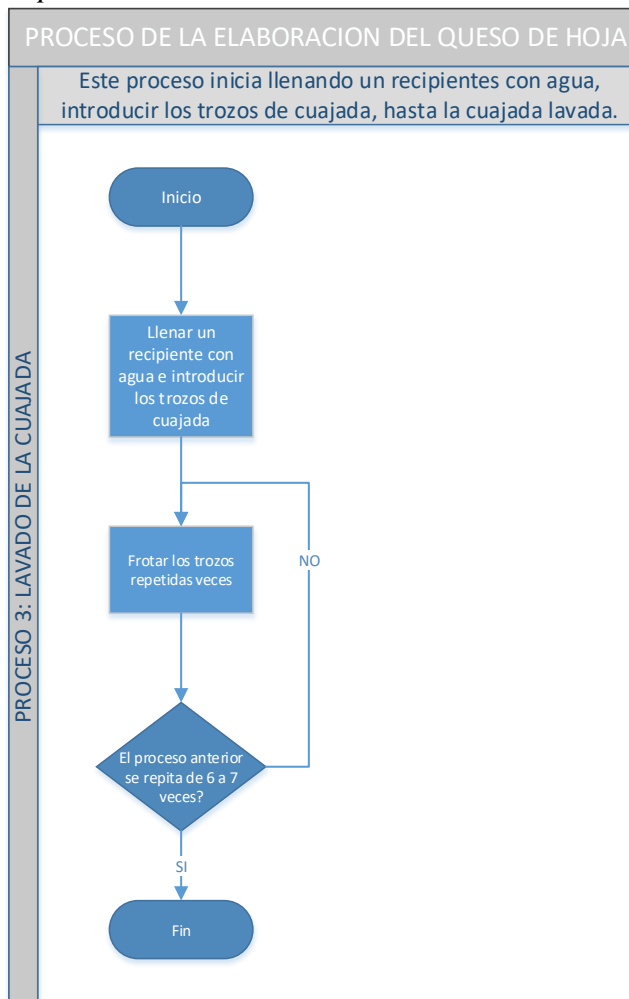 PROCESO DE LA ELABORACION DEL QUESO DE HOJA
Este proceso inicia llenando un recipientes con agua,
introducir los trozos de cuajada, hasta la cuajada lavada.
PROCESO 3: LAVADO DE LA CUAJADA
Inicio
Llenar un
recipiente con
agua e introducir
los trozos de
cuajada
Frotar los trozos
repetidas veces
NO
El proceso anterior
se repita de 6 a 7
veces?
SI
Fin